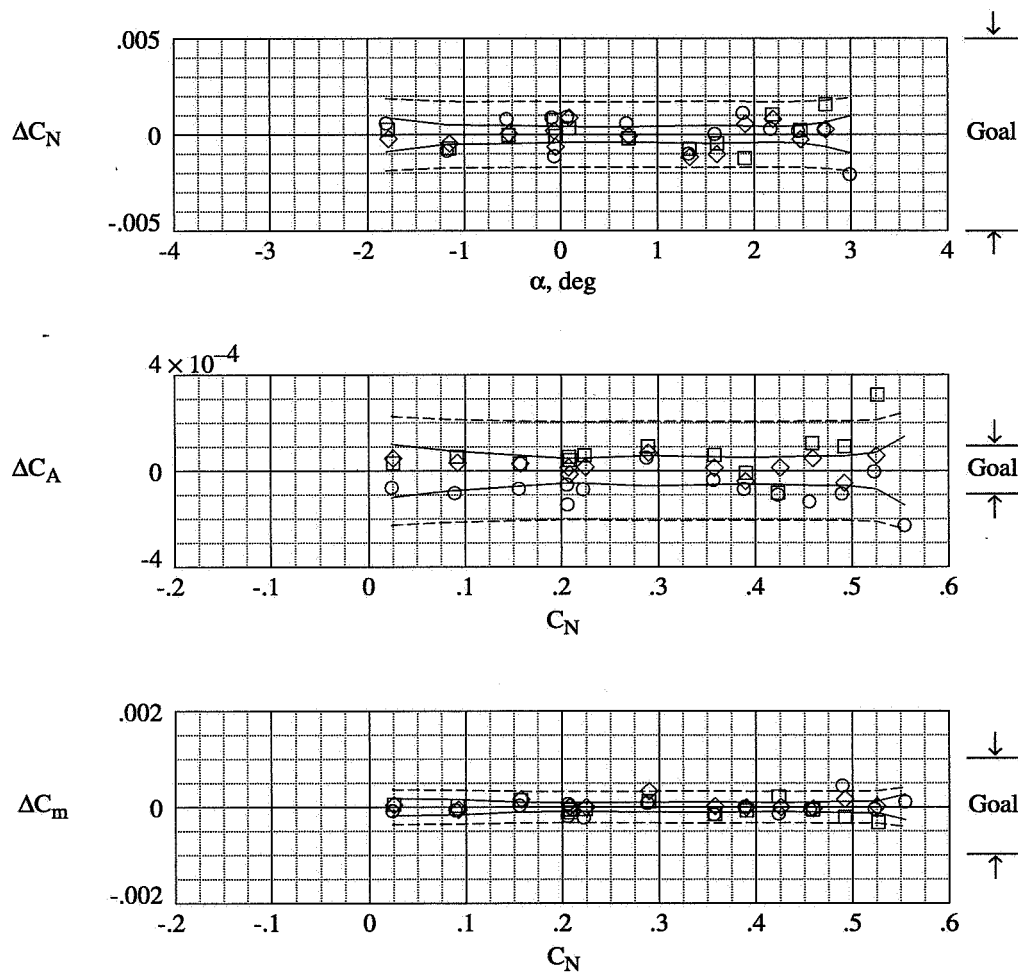 .005
ΔC_N
0
Goal
-.005
-4 -3 -2 -1 0 1 2 3 4
α, deg
4 × 10⁻⁴
ΔC_A
0
Goal
-4
-.2 -.1 0 .1 .2 .3 .4 .5 .6
C_N
.002
ΔC_m
0
Goal
-.002
-.2 -.1 0 .1 .2 .3 .4 .5 .6
C_N